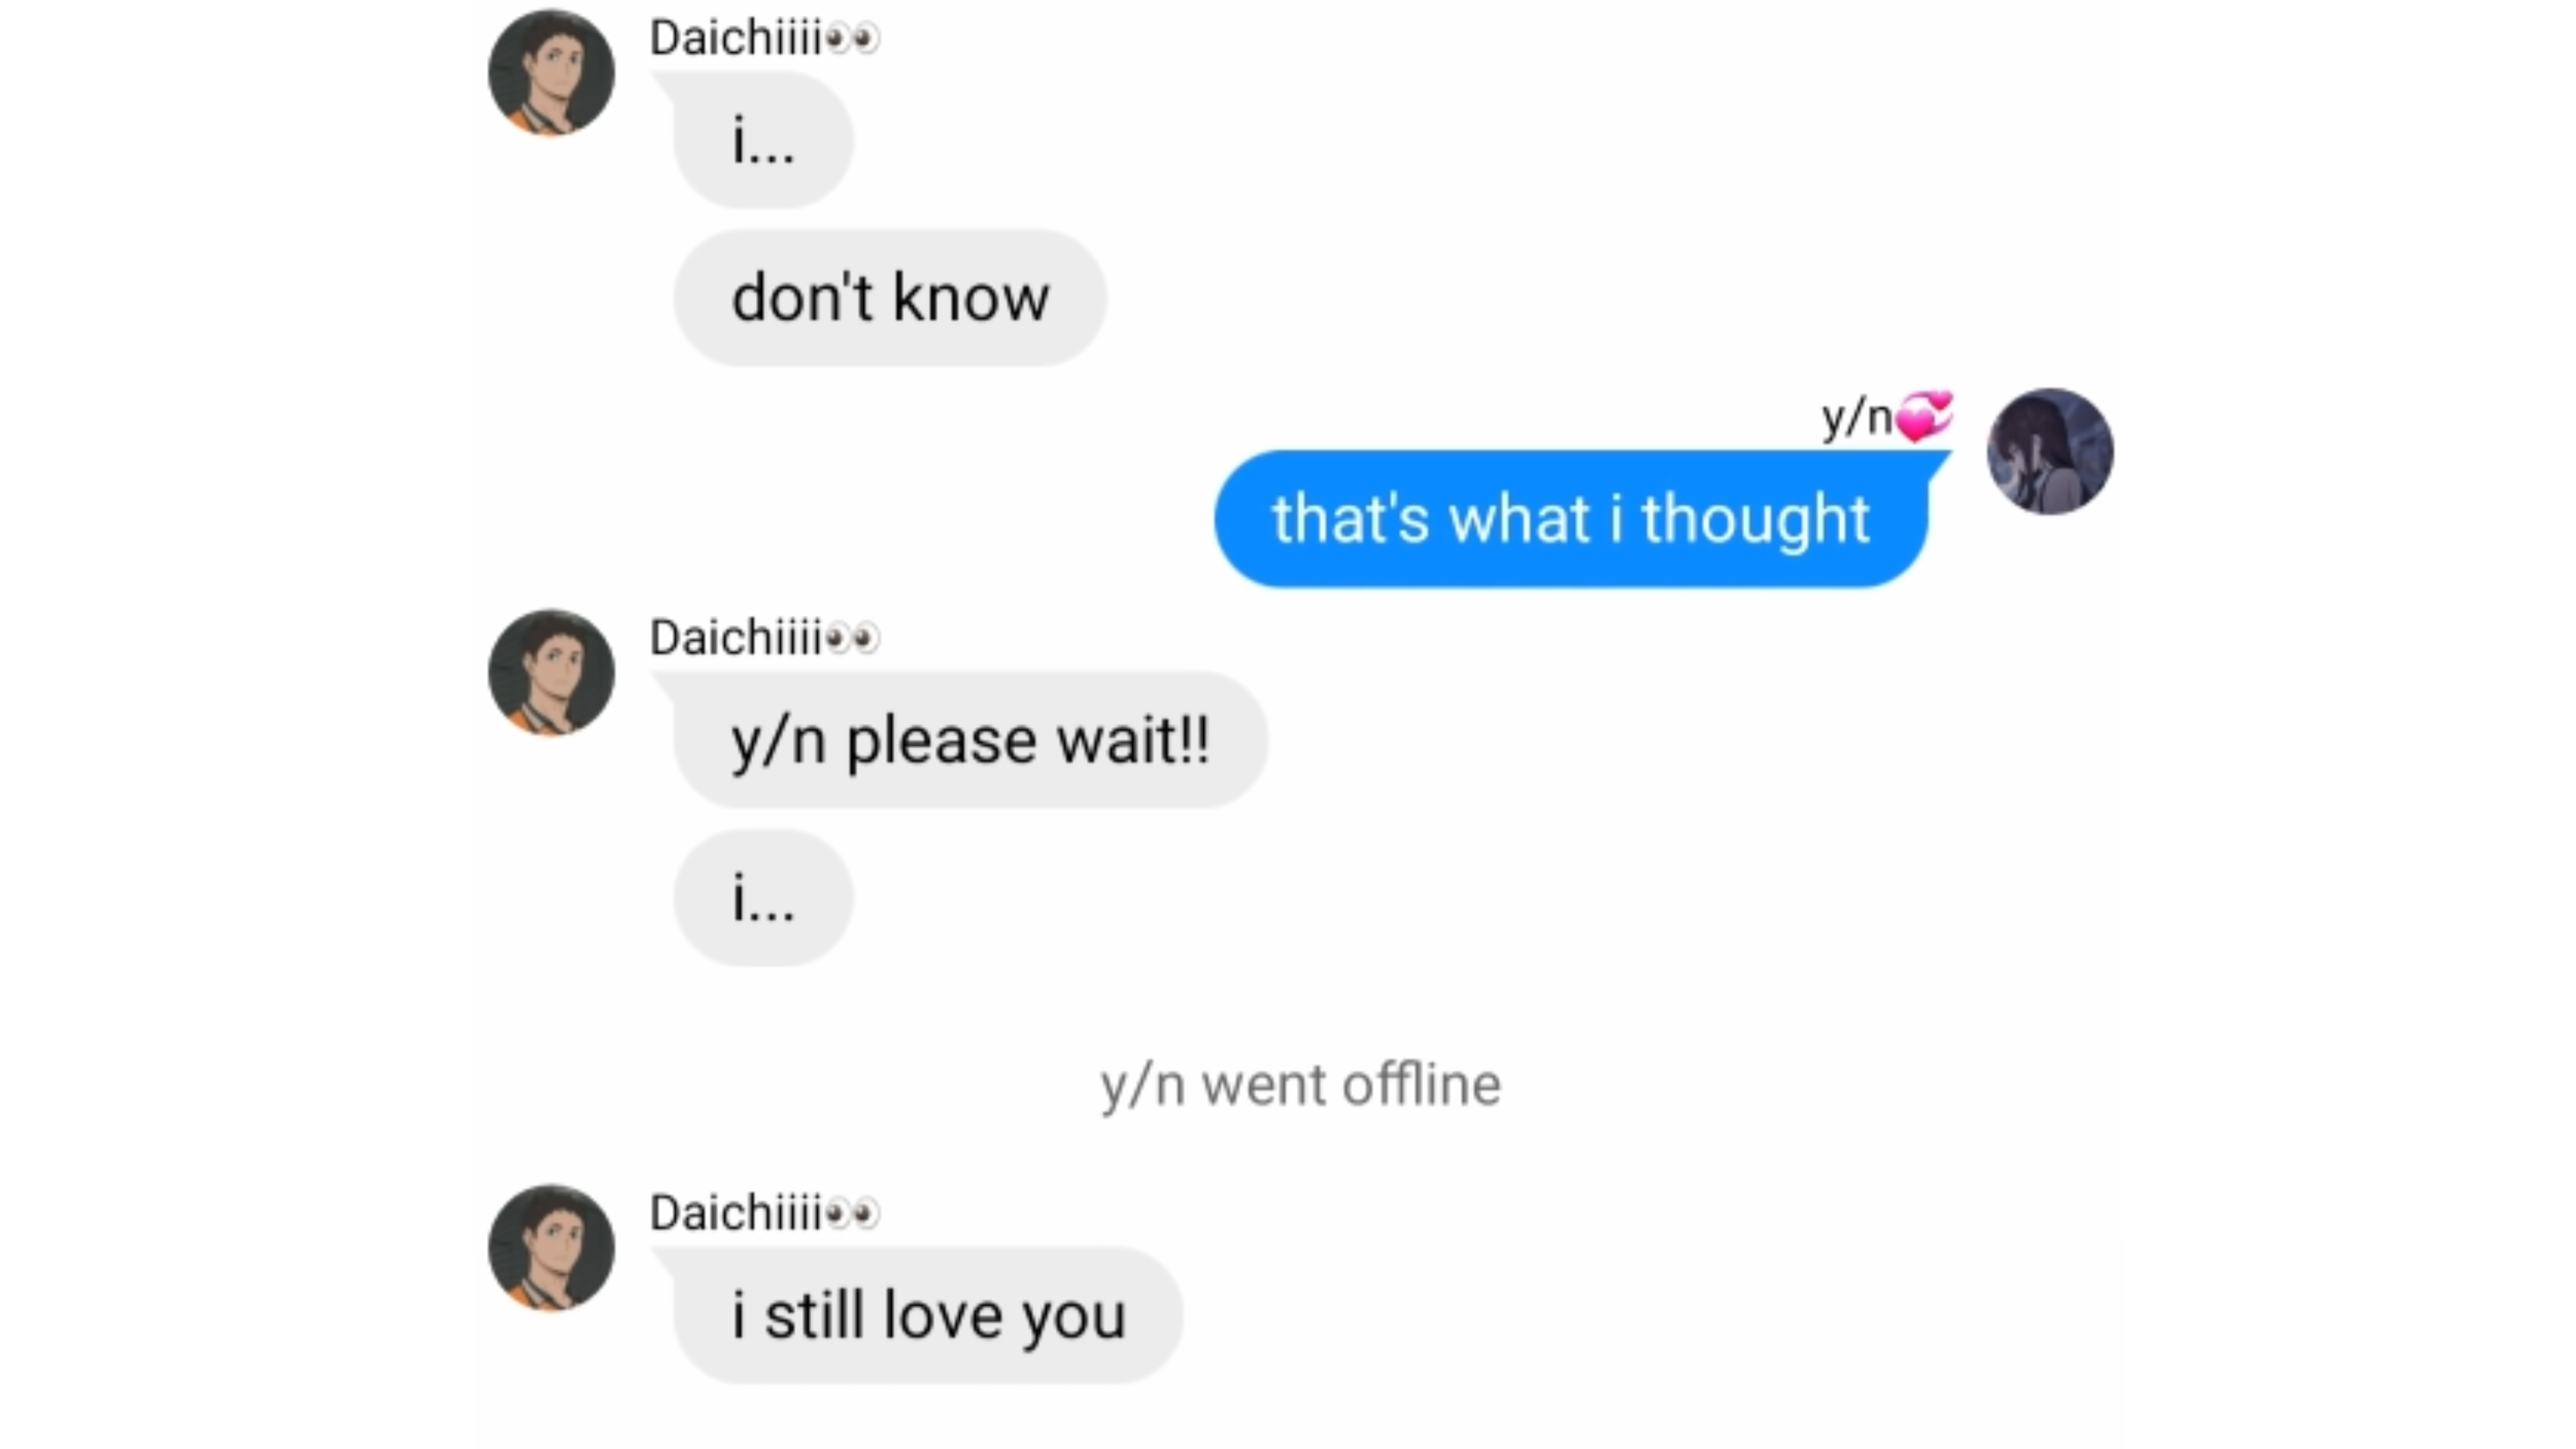 Daichiiii👀
i...
don't know
y/n💞
that's what i thought
Daichiiii👀
y/n please wait!!
i...
y/n went offline
Daichiiii👀
i still love you